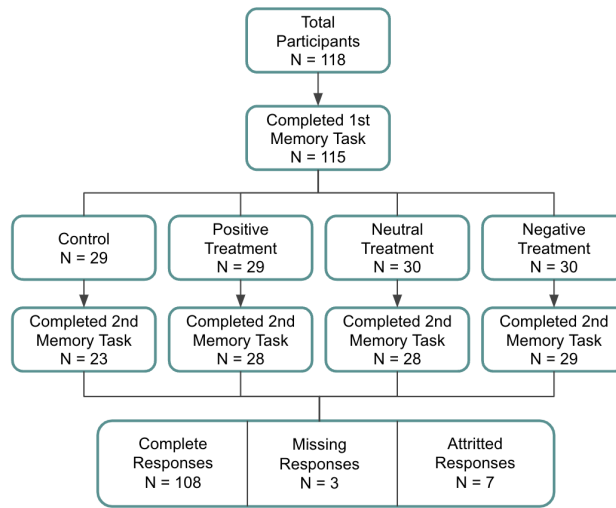 Total
Participants
N = 118
Completed 1st
Memory Task
N = 115
Control
N = 29
Positive
Treatment
N = 29
Neutral
Treatment
N = 30
Negative
Treatment
N = 30
Completed 2nd
Memory Task
N = 23
Completed 2nd
Memory Task
N = 28
Completed 2nd
Memory Task
N = 28
Completed 2nd
Memory Task
N = 29
Complete
Responses
N = 108
Missing
Responses
N = 3
Attritted
Responses
N = 7